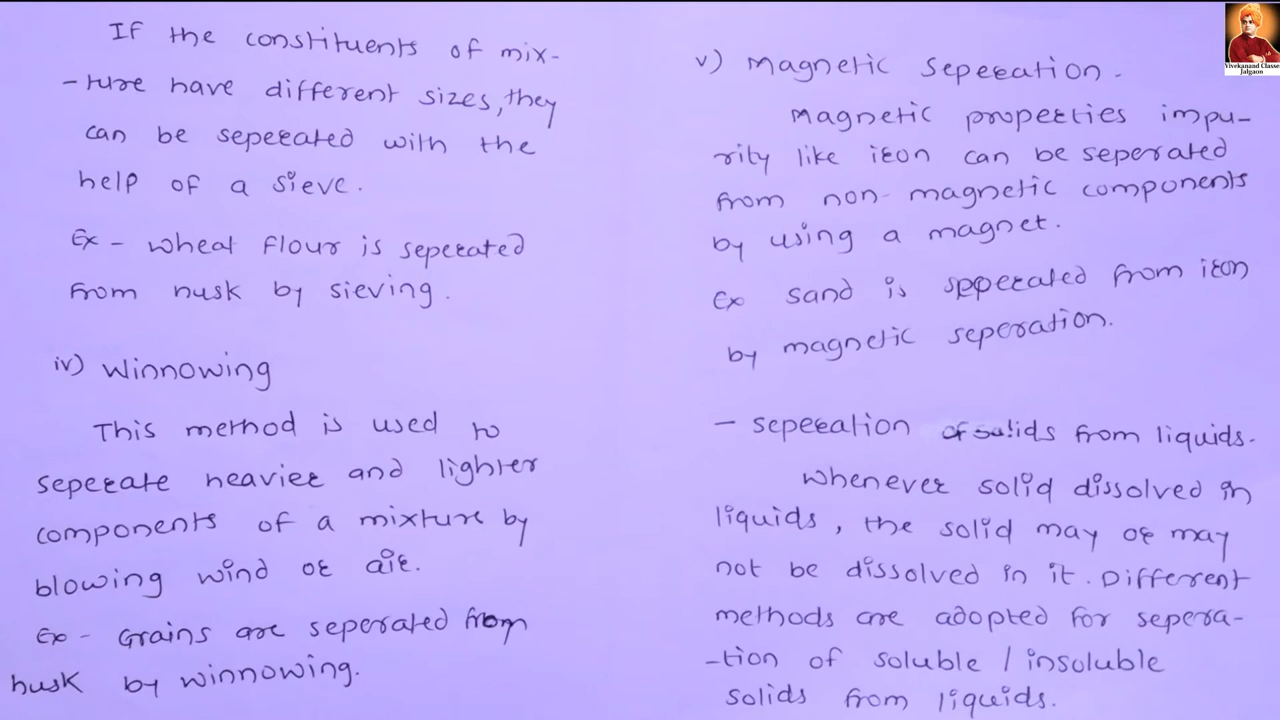 If the constituents of mix-
-ture have different sizes, they
can be seperated with the
help of a sieve.
Ex - wheat flour is seperated
from husk by sieving.
iv) Winnowing
This method is used to
seperate heavier and lighter
components of a mixture by
blowing wind or air.
Ex - Grains are seperated from
husk by winnowing.
v) Magnetic seperation.
Magnetic properties impu-
rity like iron can be seperated
from non-magnetic components
by using a magnet.
Ex sand is spperated from iron
by magnetic seperation.
- seperation of solids from liquids.
Whenever solid dissolved in
liquids, the solid may or may
not be dissolved in it. Different
methods are adopted for sepera-
-tion of soluble / insoluble
solids from liquids.
Vivekanand Classes
Jalgaon